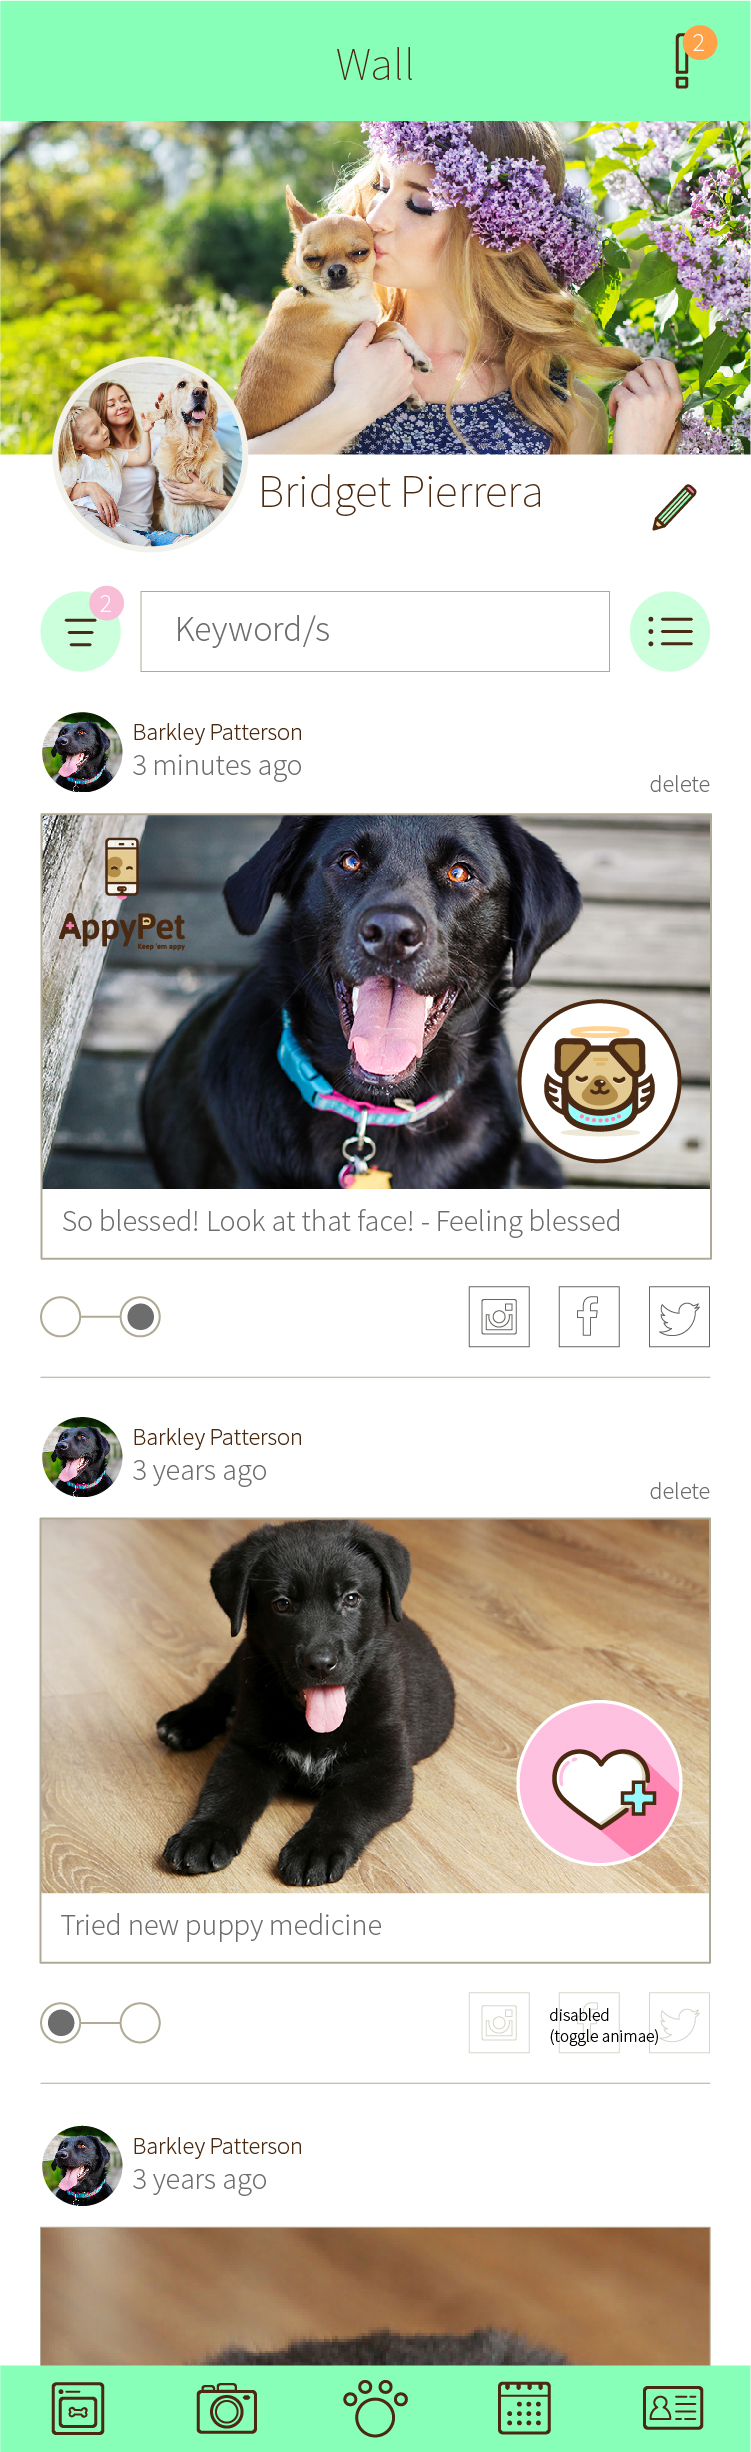 Wall
2
Bridget Pierrera
2
Keyword/s
Barkley Patterson
3 minutes ago
delete
AppyPet
Keep 'em appy
So blessed! Look at that face! - Feeling blessed
Barkley Patterson
3 years ago
delete
Tried new puppy medicine
disabled
(toggle animae)
Barkley Patterson
3 years ago